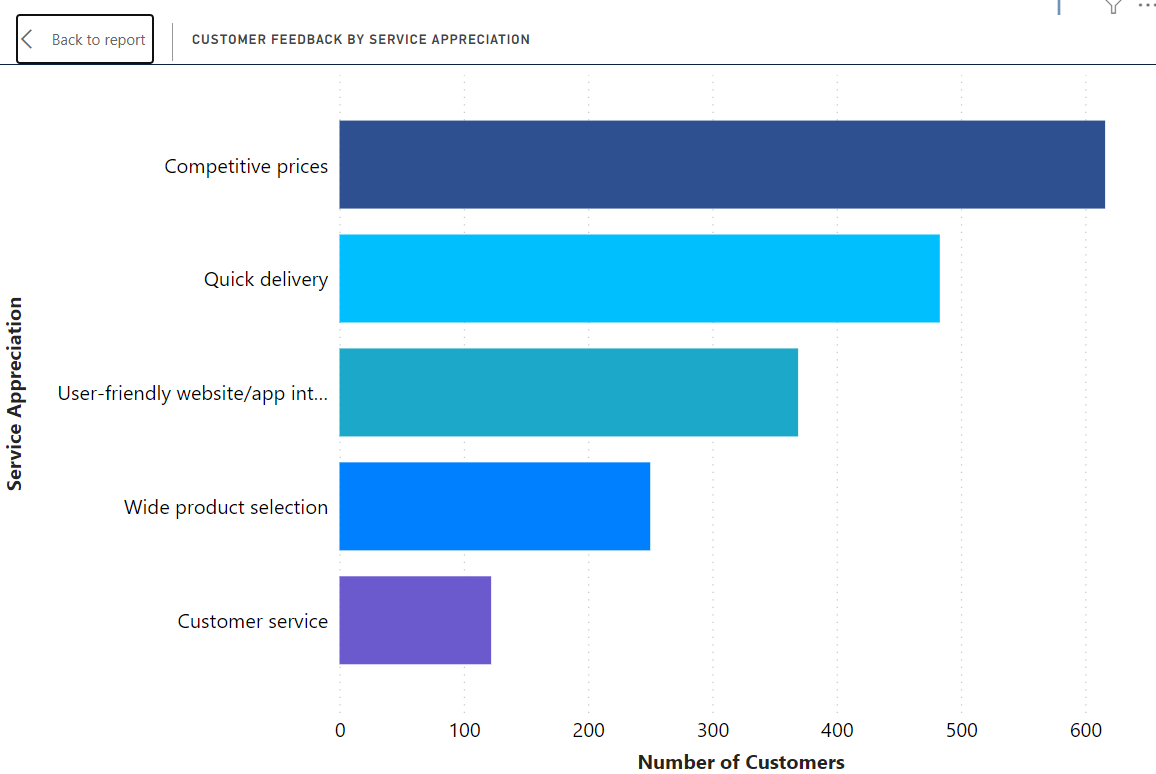 Back to report
CUSTOMER FEEDBACK BY SERVICE APPRECIATION
Service Appreciation
Competitive prices
Quick delivery
User-friendly website/app int...
Wide product selection
Customer service
0 100 200 300 400 500 600
Number of Customers